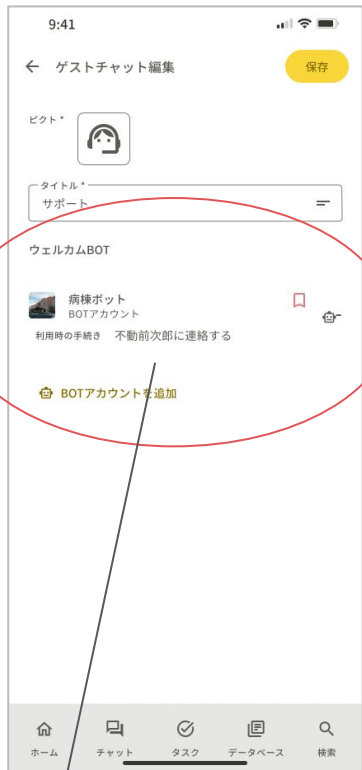 9:41
ゲストチャット編集
保存
ピクト *
タイトル *
サポート
ウェルカムBOT
病棟ボット
BOTアカウント
利用時の手続き 不動前次郎に連絡する
BOTアカウントを追加
ホーム チャット タスク データベース 検索